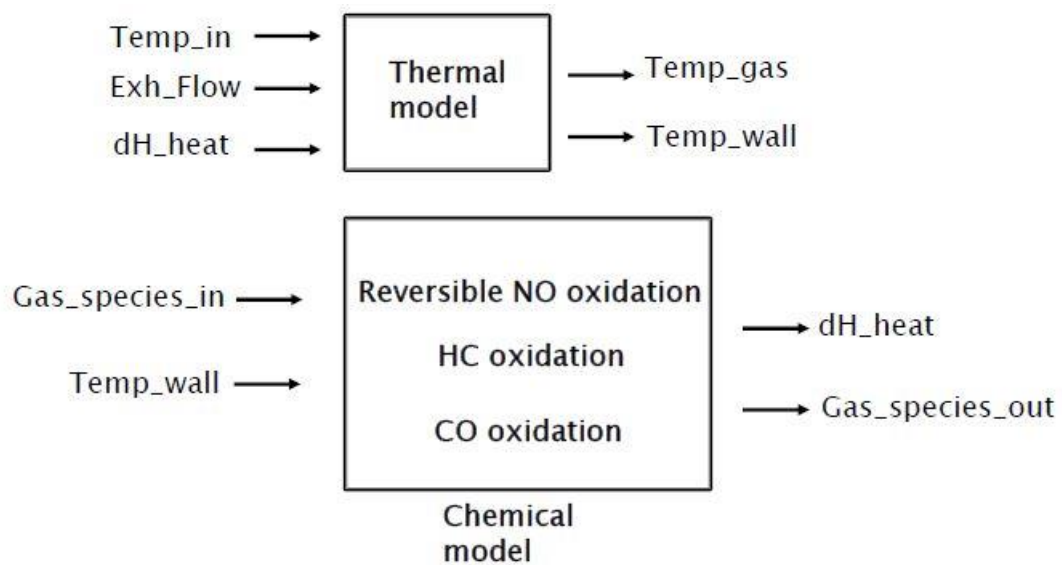 Temp_in
Exh_Flow
dH_heat
Thermal
model
Temp_gas
Temp_wall
Gas_species_in
Temp_wall
Reversible NO oxidation
HC oxidation
CO oxidation
dH_heat
Gas_species_out
Chemical
model